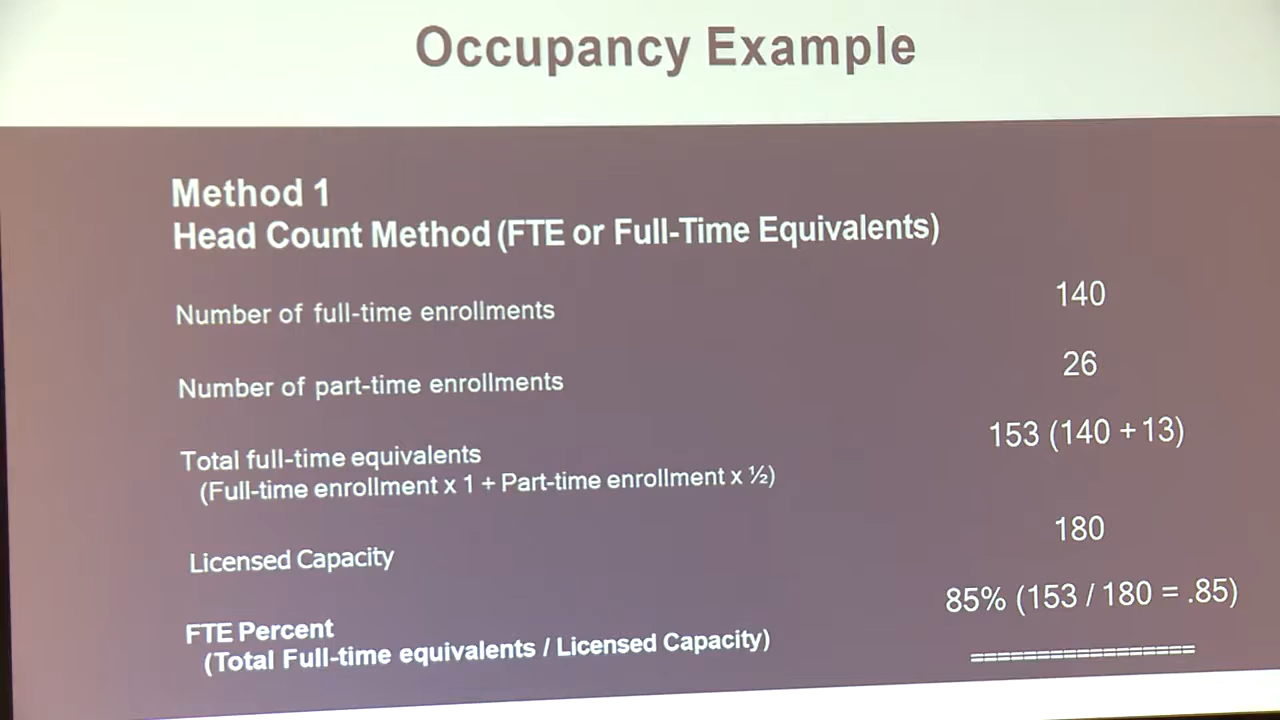 Occupancy Example
Method 1
Head Count Method (FTE or Full-Time Equivalents)
Number of full-time enrollments 140
Number of part-time enrollments 26
Total full-time equivalents 153 (140 + 13)
(Full-time enrollment x 1 + Part-time enrollment x ½)
Licensed Capacity 180
FTE Percent 85% (153 / 180 = .85)
(Total Full-time equivalents / Licensed Capacity)
=================